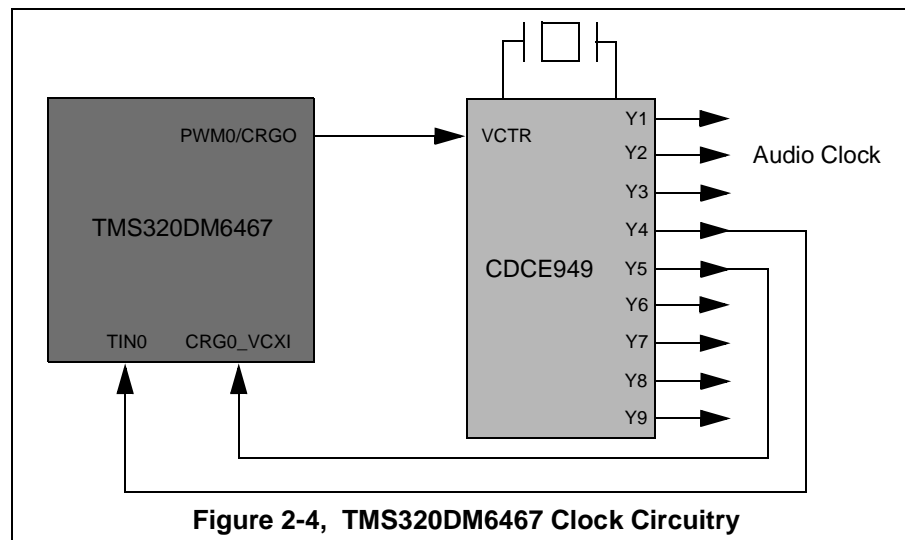 PWM0/CRGO
TMS320DM6467
TIN0
CRG0_VCXI
VCTR
CDCE949
Y1
Y2
Y3
Y4
Y5
Y6
Y7
Y8
Y9
Audio Clock
Figure 2-4, TMS320DM6467 Clock Circuitry